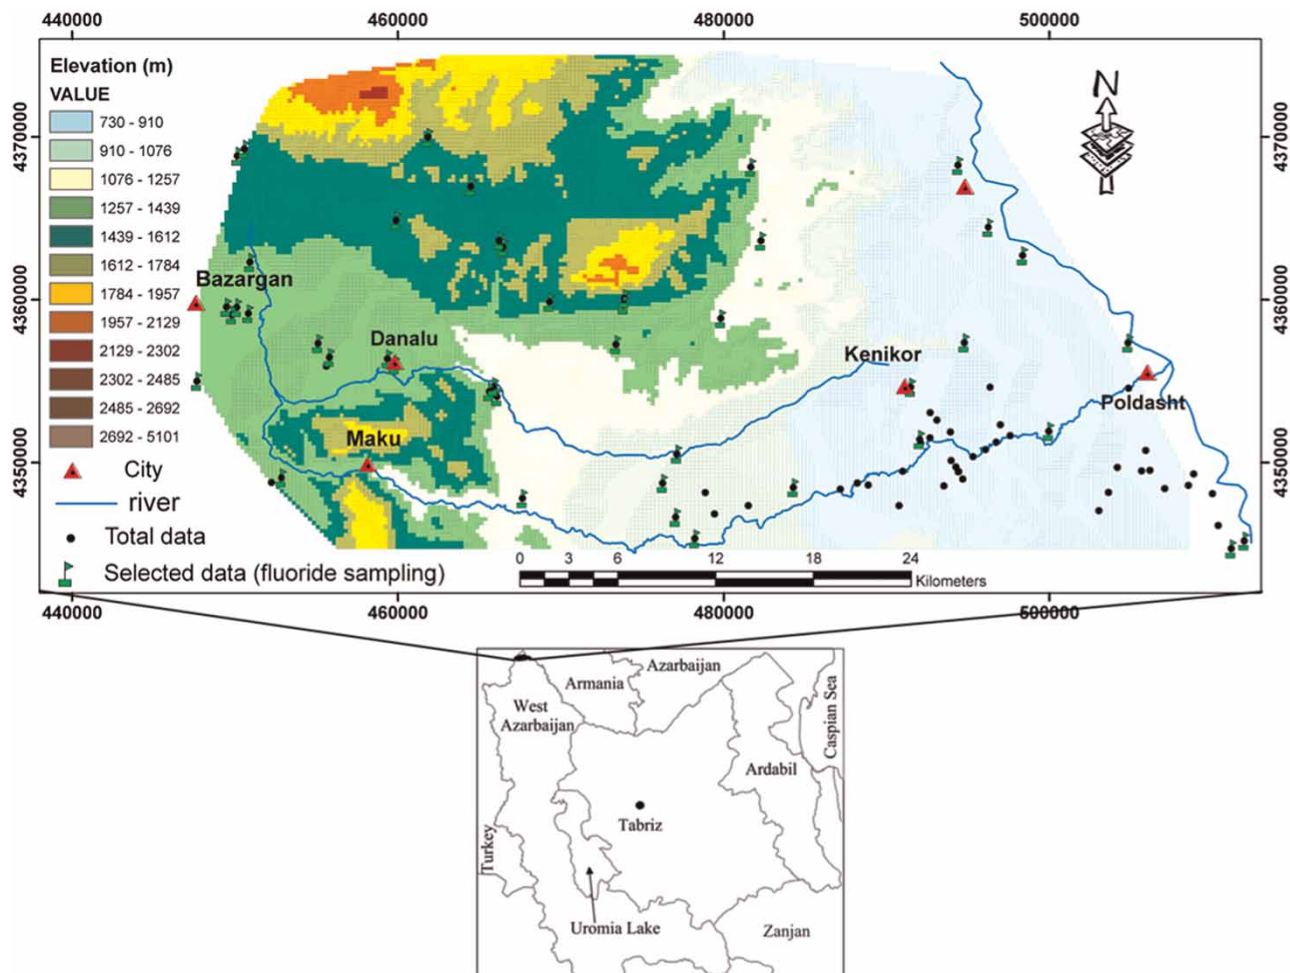 440000
460000
480000
500000
Elevation (m)
VALUE
730 - 910
910 - 1076
1076 - 1257
1257 - 1439
1439 - 1612
1612 - 1784
1784 - 1957
1957 - 2129
2129 - 2302
2302 - 2485
2485 - 2692
2692 - 5101
City
river
Total data
Selected data (fluoride sampling)
4370000
4360000
4350000
N
4370000
4360000
4350000
Bazargan
Danalu
Kenikor
Poldasht
Maku
0 3 6 12 18 24
Kilometers
440000
460000
480000
500000
Azarbaijan
Armania
West
Azarbaijan
Caspian Sea
Ardabil
Tabriz
Turkey
Uromia Lake
Zanjan